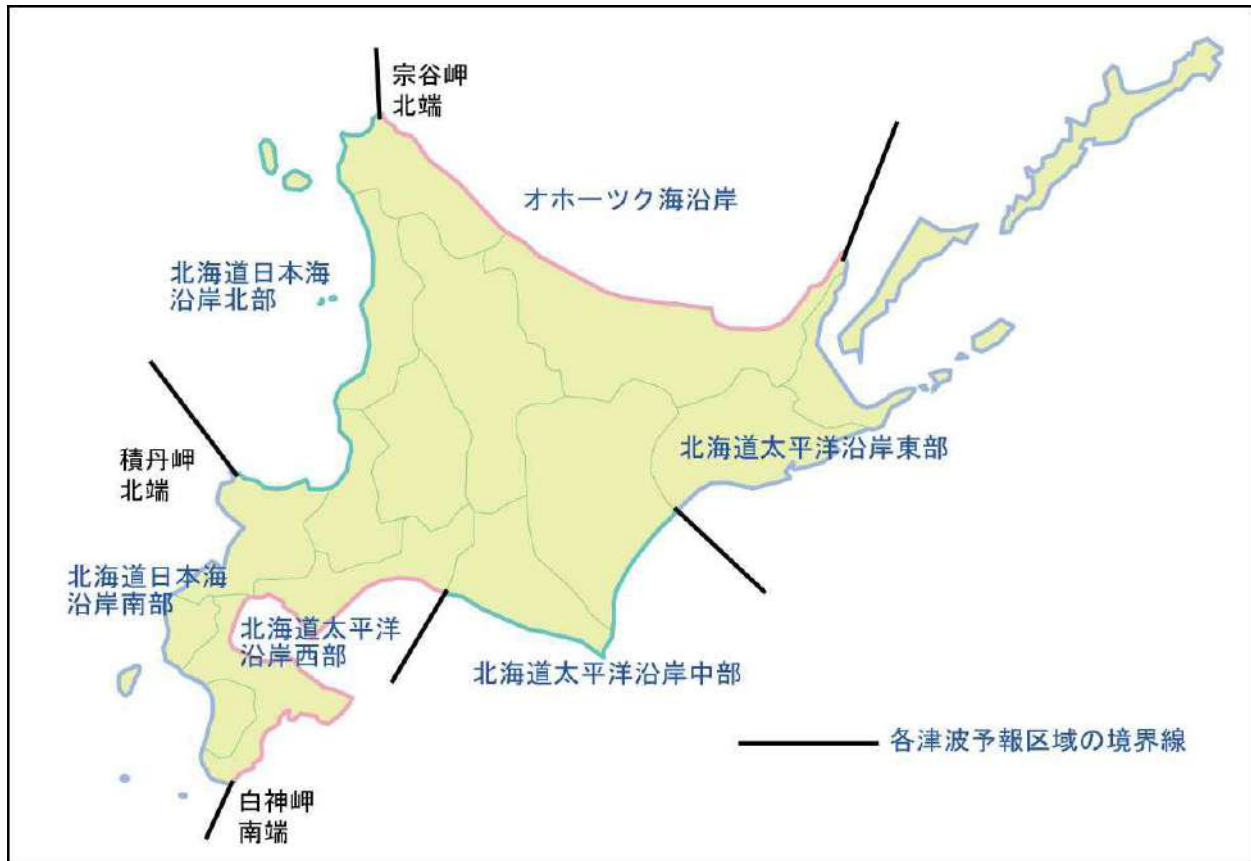 宗谷岬
北端
オホーツク海沿岸
北海道日本海
沿岸北部
積丹岬
北端
北海道太平洋沿岸東部
北海道日本海
沿岸南部
北海道太平洋
沿岸西部
北海道太平洋沿岸中部
各津波予報区域の境界線
白神岬
南端